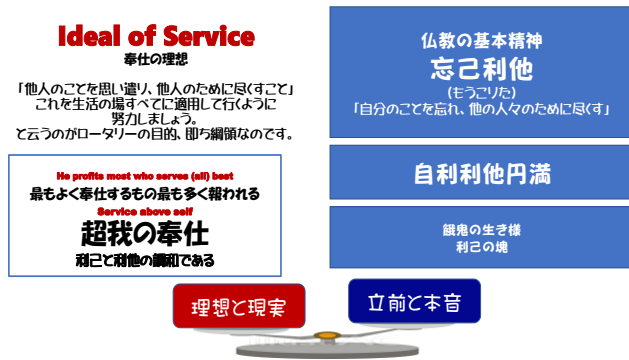 Ideal of Service
奉仕の理想
「他人のことを思い遣り、他人のために尽くすこと」
これを生活の場すべてに適用して行くように
努力しましょう。
と云うのがロータリーの目的、即ち綱領なのです。
He profits most who serves (all) best
最もよく奉仕するもの最も多く報われる
Service above self
超我の奉仕
利己と利他の調和である
仏教の基本精神
忘己利他
(もうこりた)
「自分のことを忘れ、他の人々のために尽くす」
自利利他円満
餓鬼の生き様
利己の塊
理想と現実
立前と本音